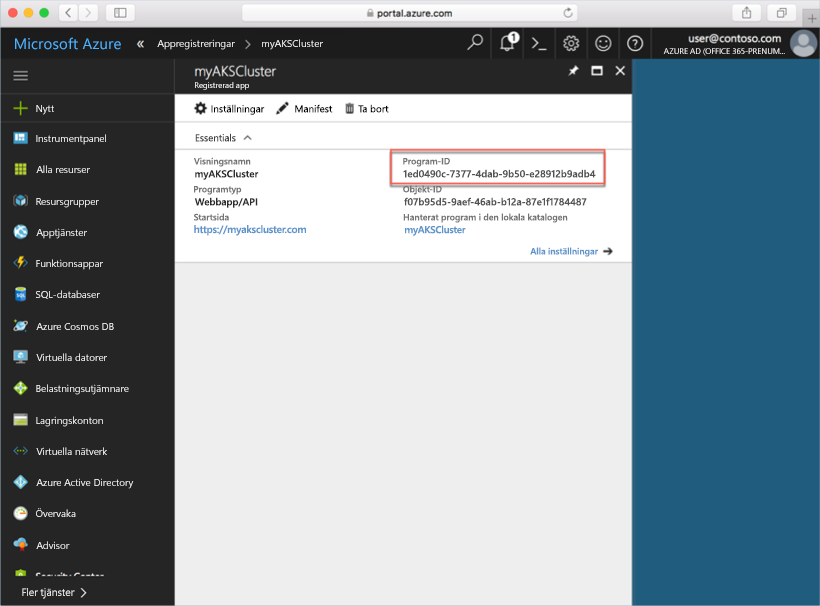 portal.azure.com
Microsoft Azure « Appregistreringar > myAKSCluster
1
user@contoso.com
AZURE AD (OFFICE 365-PRENUM...
myAKSCluster
Registrerad app
Inställningar Manifest Ta bort
Essentials
Visningsnamn
myAKSCluster
Programtyp
Webbapp/API
Startsida
https://myakscluster.com
Program-ID
1ed0490c-7377-4dab-9b50-e28912b9adb4
Objekt-ID
f07b95d5-9aef-46ab-b12a-87e1f1784487
Hanterat program i den lokala katalogen
myAKSCluster
Alla inställningar
Nytt
Instrumentpanel
Alla resurser
Resursgrupper
Apptjänster
Funktionsappar
SQL-databaser
Azure Cosmos DB
Virtuella datorer
Belastningsutjämnare
Lagringskonton
Virtuella nätverk
Azure Active Directory
Övervaka
Advisor
Security Center
Fler tjänster